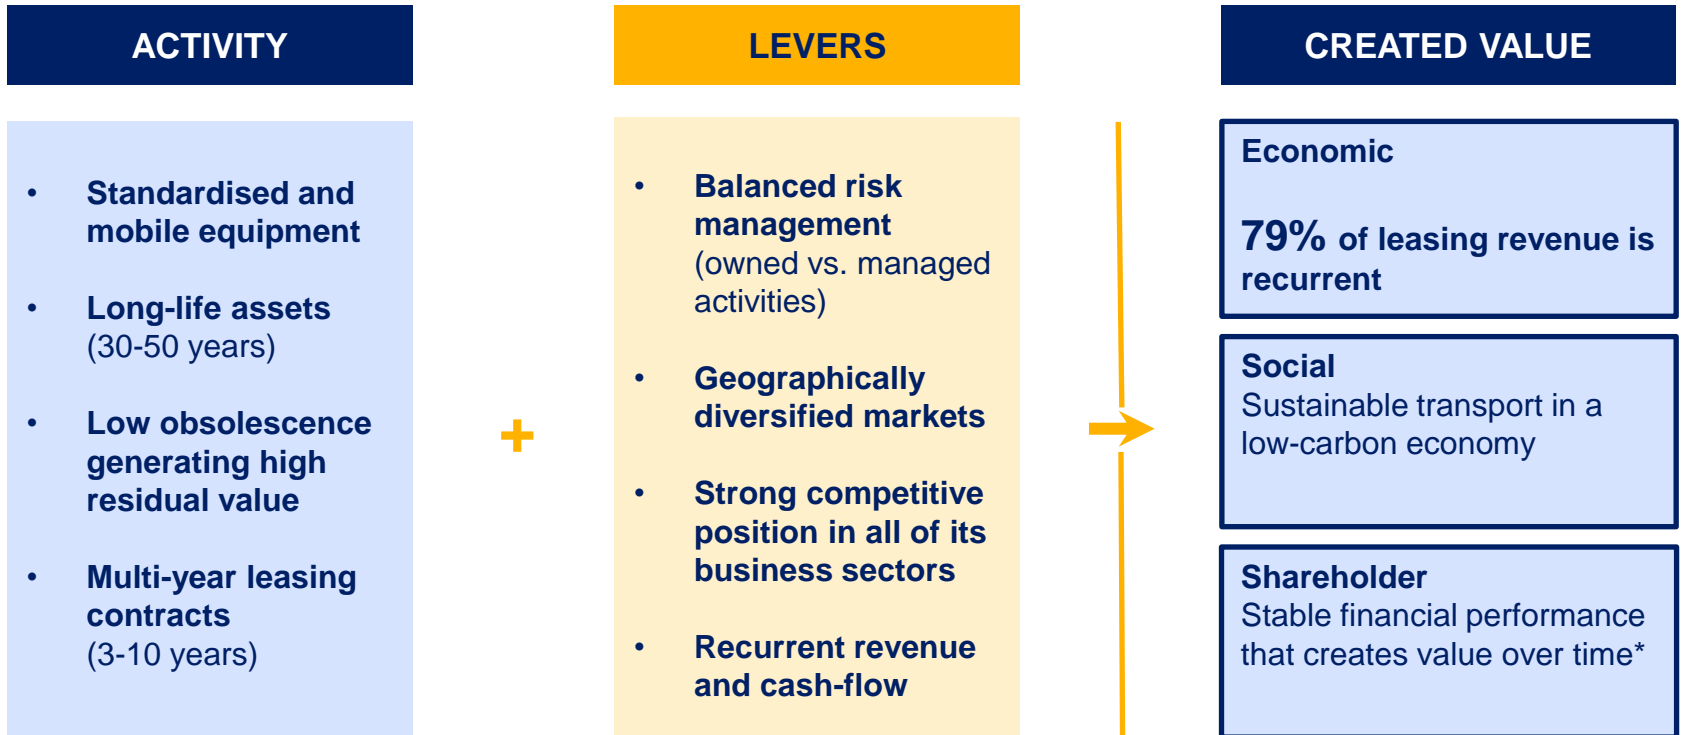 ACTIVITY
• Standardised and
mobile equipment
• Long-life assets
(30-50 years)
• Low obsolescence
generating high
residual value
• Multi-year leasing
contracts
(3-10 years)
+
LEVERS
• Balanced risk
management
(owned vs. managed
activities)
• Geographically
diversified markets
• Strong competitive
position in all of its
business sectors
• Recurrent revenue
and cash-flow
CREATED VALUE
Economic
79% of leasing revenue is
recurrent
Social
Sustainable transport in a
low-carbon economy
Shareholder
Stable financial performance
that creates value over time*